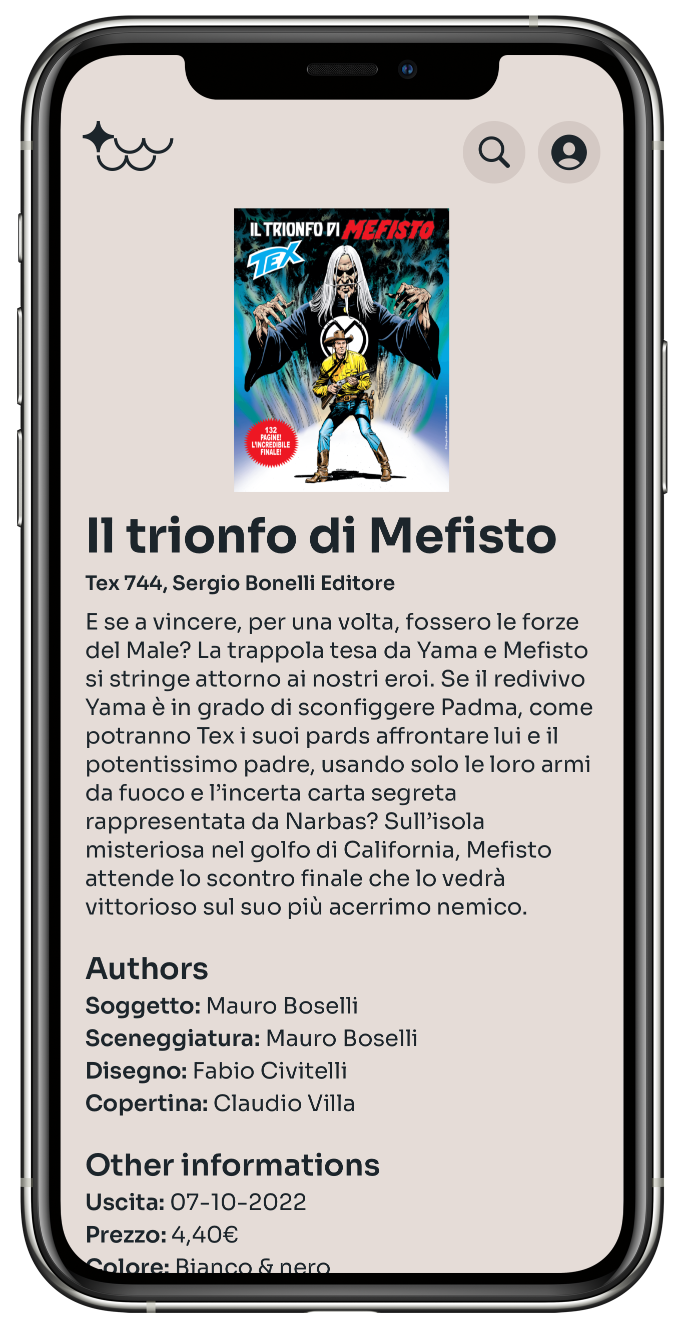 IL TRIONFO DI MEFISTO
TEX
132
PAGINE!
L'INCREDIBILE
FINALE!
Il trionfo di Mefisto
Tex 744, Sergio Bonelli Editore
E se a vincere, per una volta, fossero le forze
del Male? La trappola tesa da Yama e Mefisto
si stringe attorno ai nostri eroi. Se il redivivo
Yama è in grado di sconfiggere Padma, come
potranno Tex i suoi pards affrontare lui e il
potentissimo padre, usando solo le loro armi
da fuoco e l’incerta carta segreta
rappresentata da Narbas? Sull’isola
misteriosa nel golfo di California, Mefisto
attende lo scontro finale che lo vedrà
vittorioso sul suo più acerrimo nemico.
Authors
Soggetto: Mauro Boselli
Sceneggiatura: Mauro Boselli
Disegno: Fabio Civitelli
Copertina: Claudio Villa
Other informations
Uscita: 07-10-2022
Prezzo: 4,40€
Colore: Bianco & nero